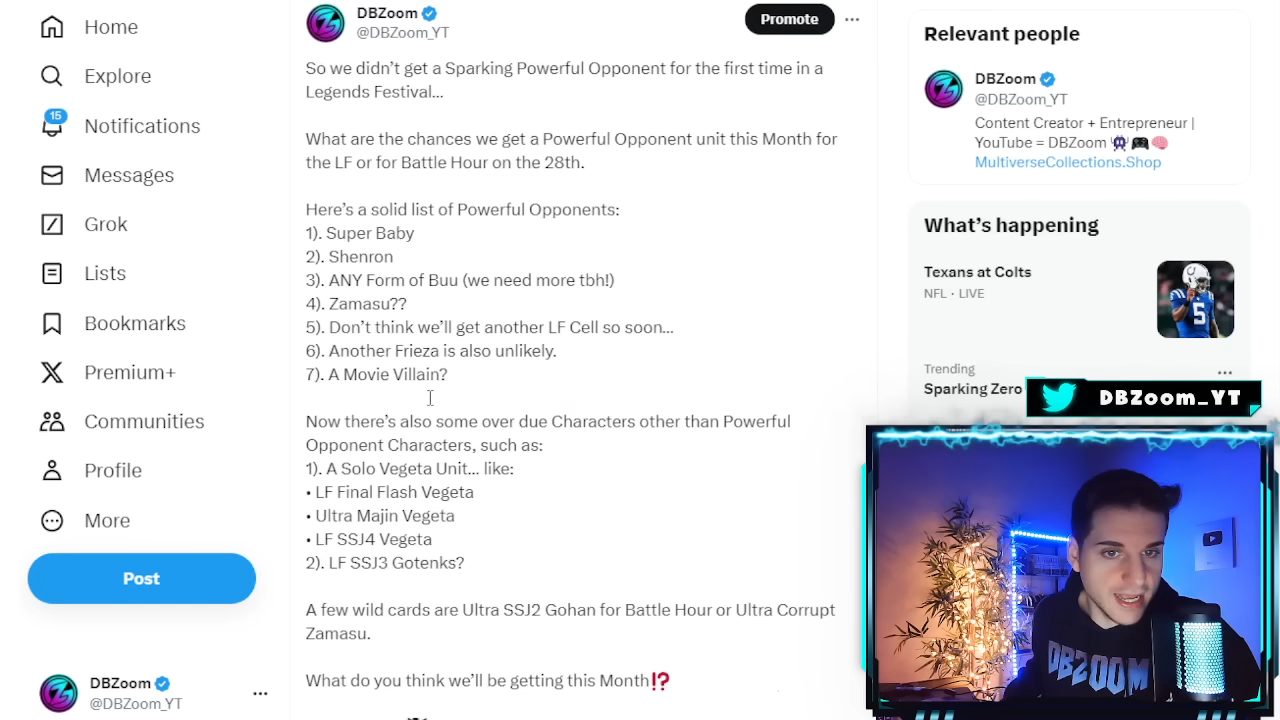 Home
Explore
15
Notifications
Messages
Grok
Lists
Bookmarks
Premium+
Communities
Profile
More
Post
DBZoom
@DBZoom_YT
DBZoom
@DBZoom_YT
Promote
So we didn’t get a Sparking Powerful Opponent for the first time in a
Legends Festival...
What are the chances we get a Powerful Opponent unit this Month for
the LF or for Battle Hour on the 28th.
Here’s a solid list of Powerful Opponents:
1). Super Baby
2). Shenron
3). ANY Form of Buu (we need more tbh!)
4). Zamasu??
5). Don’t think we’ll get another LF Cell so soon...
6). Another Frieza is also unlikely.
7). A Movie Villain?
Now there’s also some over due Characters other than Powerful
Opponent Characters, such as:
1). A Solo Vegeta Unit... like:
• LF Final Flash Vegeta
• Ultra Majin Vegeta
• LF SSJ4 Vegeta
2). LF SSJ3 Gotenks?
A few wild cards are Ultra SSJ2 Gohan for Battle Hour or Ultra Corrupt
Zamasu.
What do you think we’ll be getting this Month⁉️
Relevant people
DBZoom
@DBZoom_YT
Content Creator + Entrepreneur |
YouTube = DBZoom
MultiverseCollections.Shop
What’s happening
Texans at Colts
NFL · LIVE
5
Trending
Sparking Zero
DBZoom_YT
DBZOOM